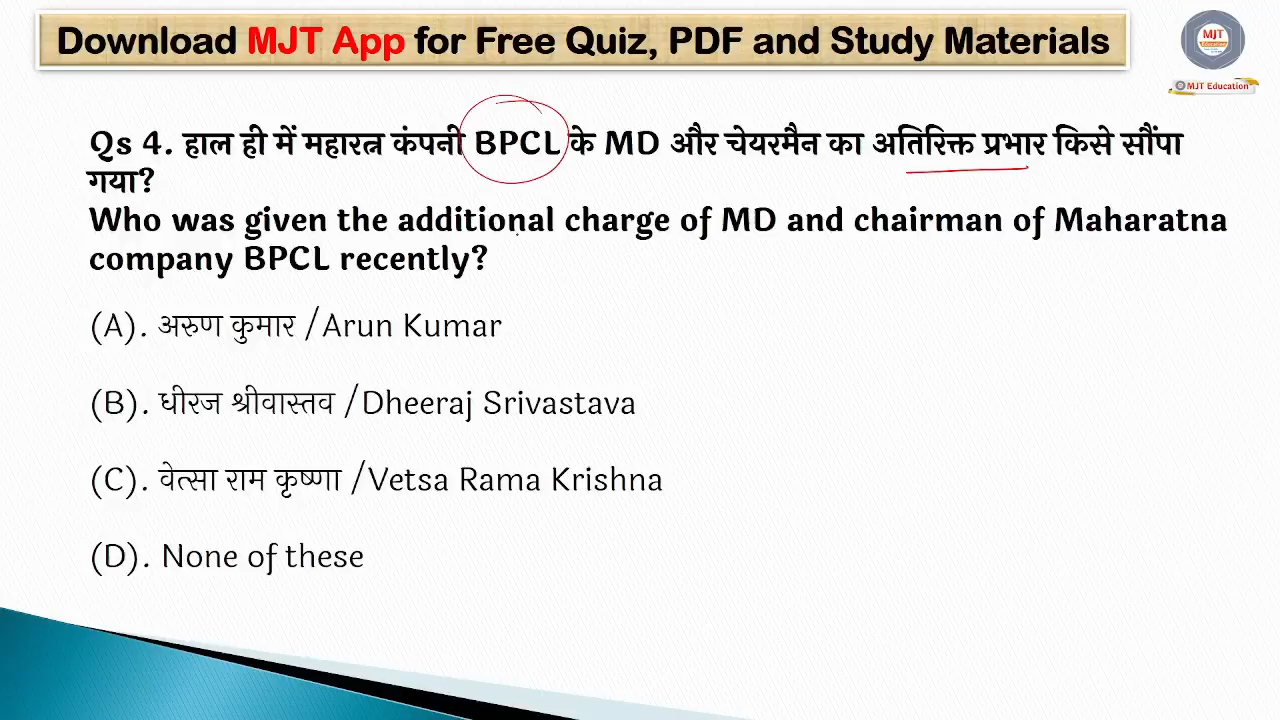 Download MJT App for Free Quiz, PDF and Study Materials
MJT
Education
MJT Education
Qs 4. हाल ही में महारत्न कंपनी BPCL के MD और चेयरमैन का अतिरिक्त प्रभार किसे सौंपा
गया?
Who was given the additional charge of MD and chairman of Maharatna
company BPCL recently?
(A). अरुण कुमार /Arun Kumar
(B). धीरज श्रीवास्तव /Dheeraj Srivastava
(C). वेत्सा राम कृष्णा /Vetsa Rama Krishna
(D). None of these